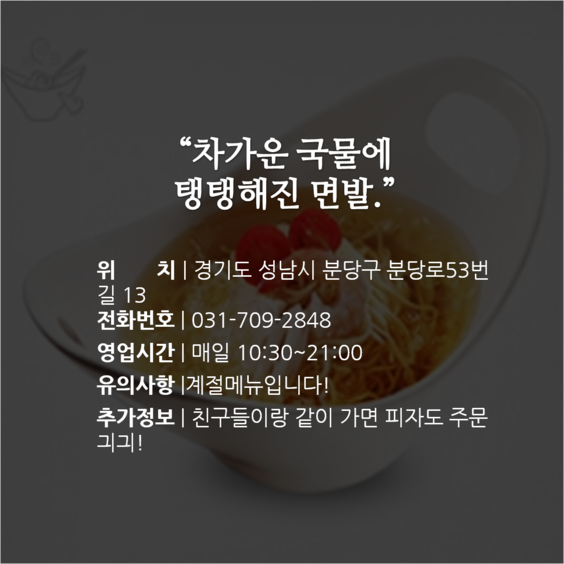 “차가운 국물에
탱탱해진 면발.”
위 치 | 경기도 성남시 분당구 분당로53번
길 13
전화번호 | 031-709-2848
영업시간 | 매일 10:30~21:00
유의사항 |계절메뉴입니다!
추가정보 | 친구들이랑 같이 가면 피자도 주문
긔긔!